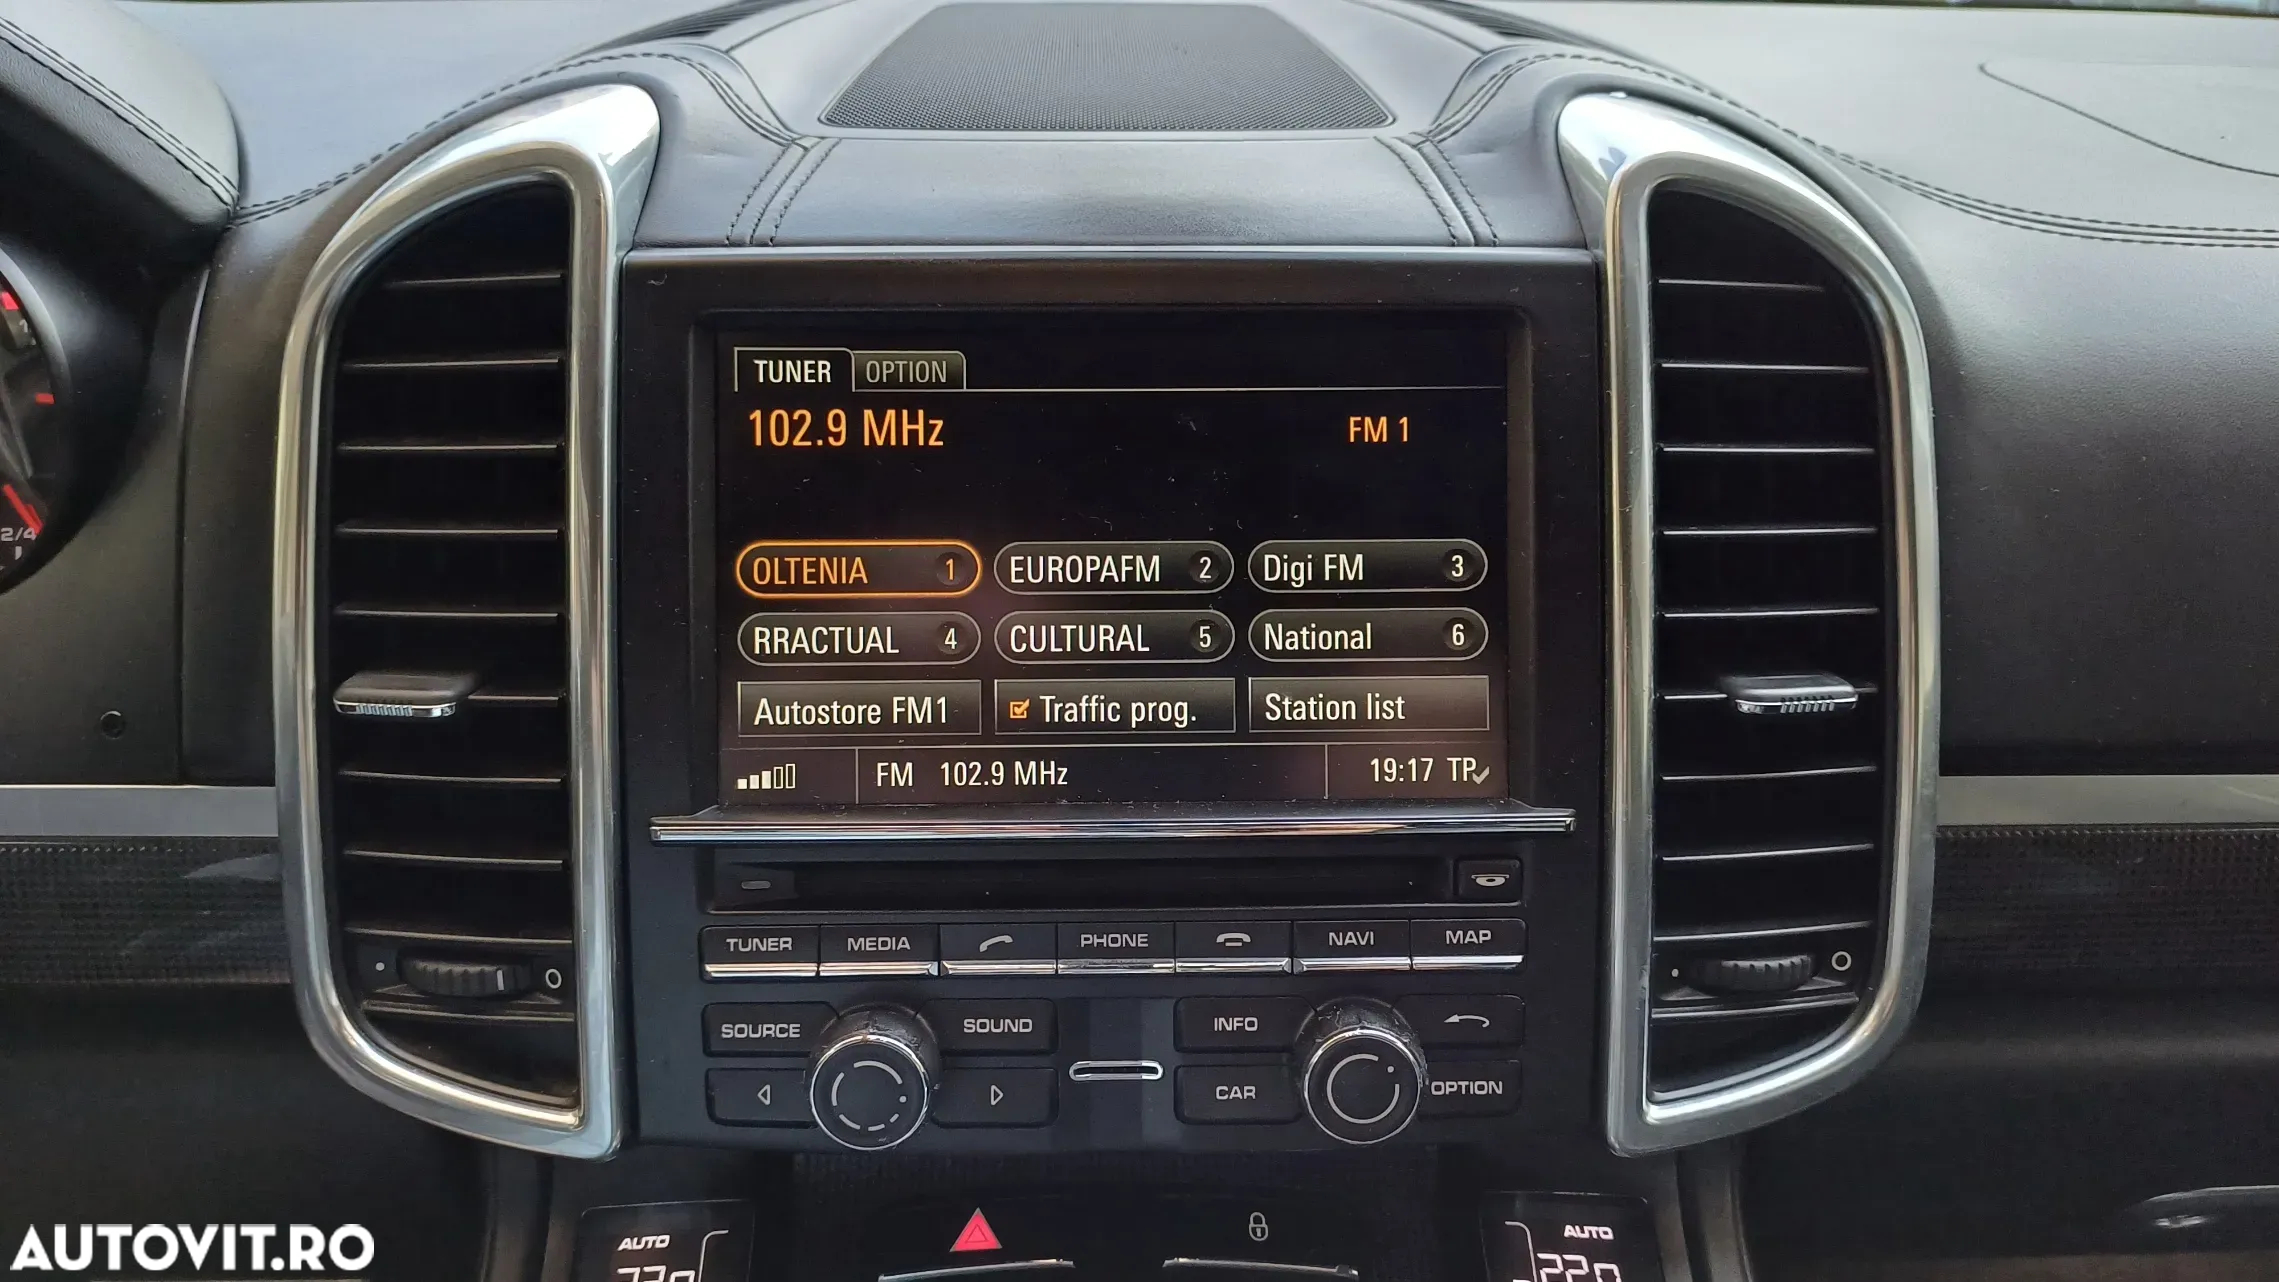 TUNER OPTION
102.9 MHz FM 1
OLTENIA 1 EUROPAFM 2 Digi FM 3
RRACTUAL 4 CULTURAL 5 National 6
Autostore FM1 Traffic prog. Station list
FM 102.9 MHz 19:17 TP
2/4
TUNER MEDIA PHONE NAVI MAP
SOURCE SOUND INFO
CAR OPTION
AUTO AUTO
AUTOVIT.RO